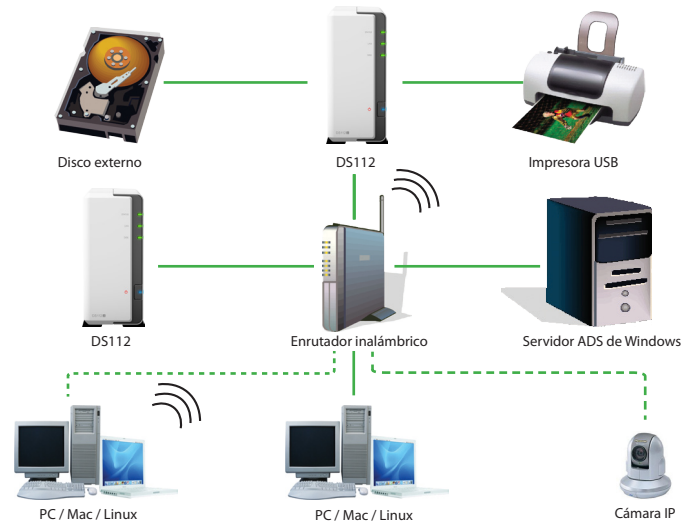 Disco externo
DS112
Impresora USB
DS112
Enrutador inalámbrico
Servidor ADS de Windows
PC / Mac / Linux
PC / Mac / Linux
Cámara IP